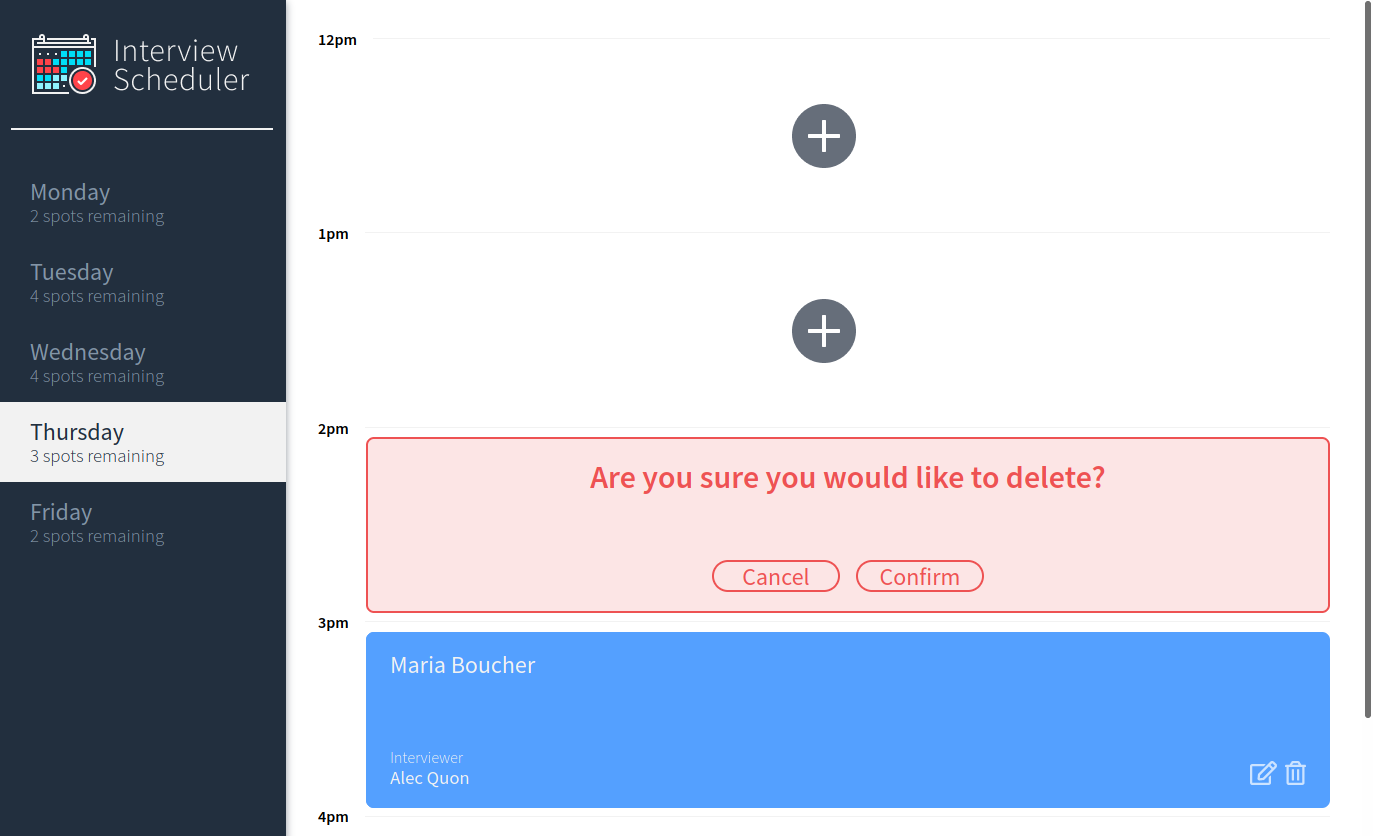 Interview
Scheduler
Monday
2 spots remaining
Tuesday
4 spots remaining
Wednesday
4 spots remaining
Thursday
3 spots remaining
Friday
2 spots remaining
12pm
1pm
2pm
Are you sure you would like to delete?
Cancel Confirm
3pm
Maria Boucher
Interviewer
Alec Quon
4pm